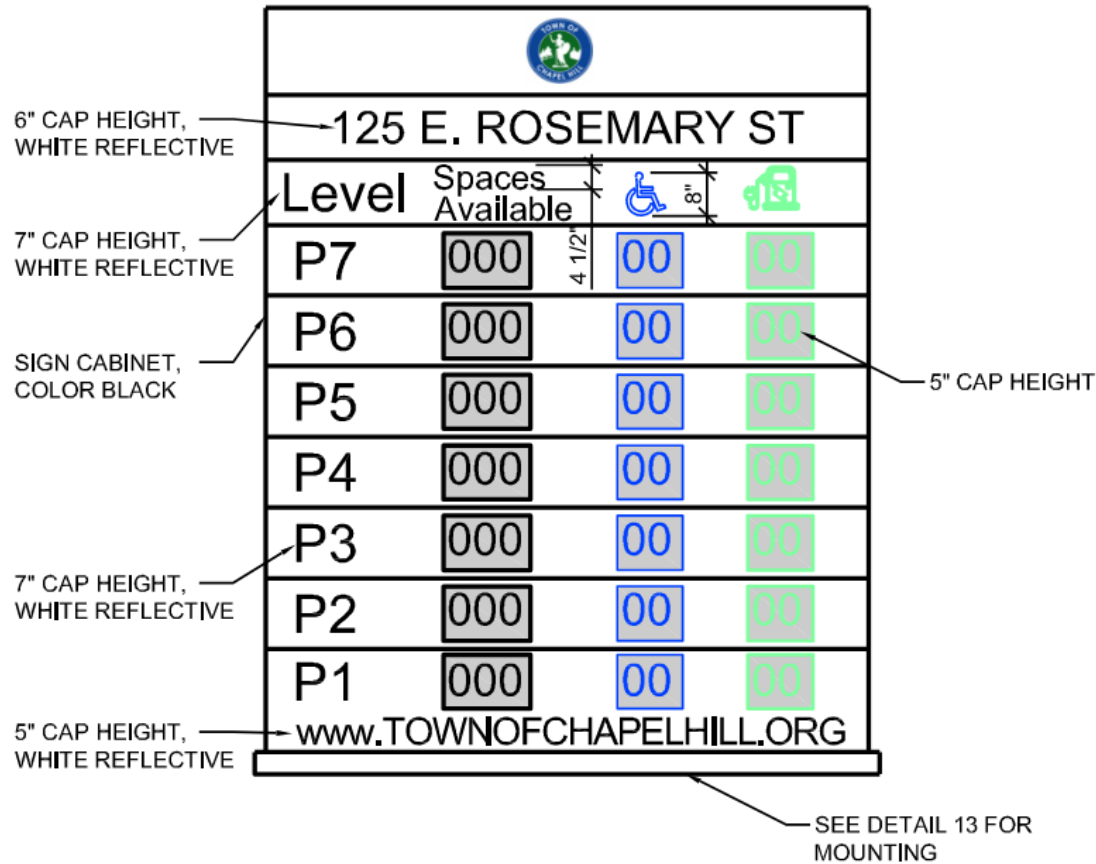 TOWN OF
CHAPEL HILL
6" CAP HEIGHT,
WHITE REFLECTIVE
125 E. ROSEMARY ST
Level
Spaces
Available
8"
4 1/2"
7" CAP HEIGHT,
WHITE REFLECTIVE
P7 000 00 00
P6 000 00 00
SIGN CABINET,
COLOR BLACK
5" CAP HEIGHT
P5 000 00 00
P4 000 00 00
P3 000 00 00
7" CAP HEIGHT,
WHITE REFLECTIVE
P2 000 00 00
P1 000 00 00
5" CAP HEIGHT,
WHITE REFLECTIVE
www.TOWNOFCHAPELHILL.ORG
SEE DETAIL 13 FOR
MOUNTING